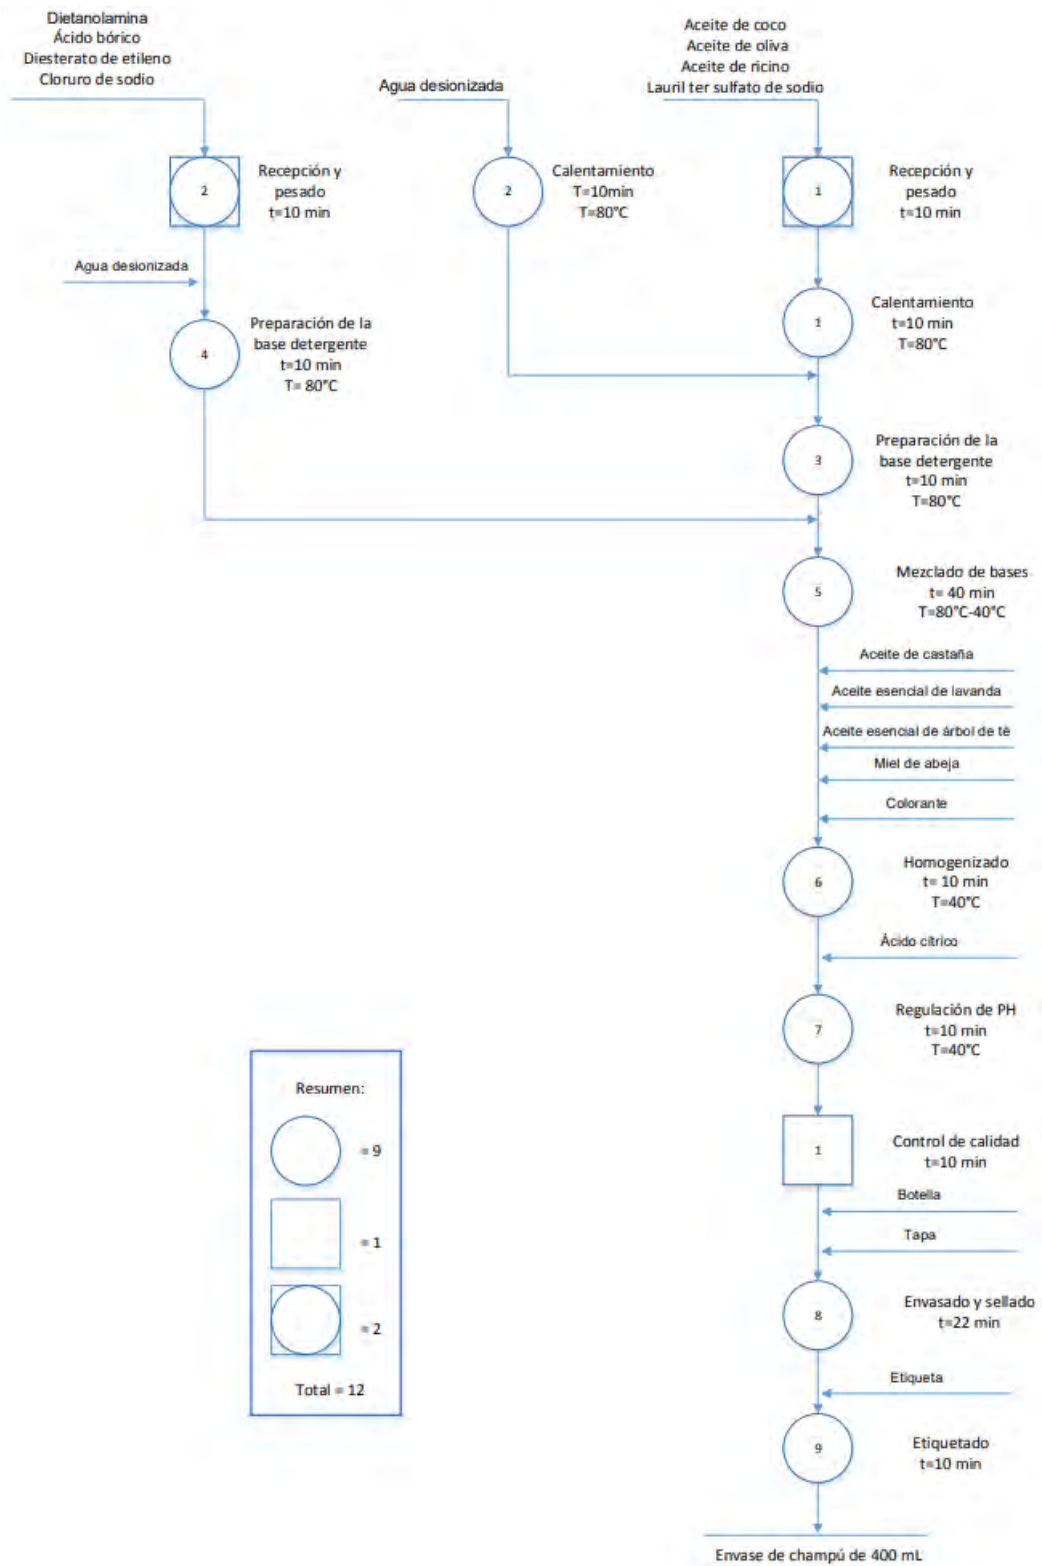 Dietanolamina
Ácido bórico
Diesterato de etileno
Cloruro de sodio
Agua desionizada
Aceite de coco
Aceite de oliva
Aceite de ricino
Lauril ter sulfato de sodio
2
Recepción y
pesado
t=10 min
2
Calentamiento
T=10min
T=80°C
1
Recepción y
pesado
t=10 min
Agua desionizada
4
Preparación de la
base detergente
t=10 min
T= 80°C
1
Calentamiento
t=10 min
T=80°C
3
Preparación de la
base detergente
t=10 min
T=80°C
5
Mezclado de bases
t= 40 min
T=80°C-40°C
Aceite de castaña
Aceite esencial de lavanda
Aceite esencial de árbol de tè
Miel de abeja
Colorante
6
Homogenizado
t= 10 min
T=40°C
Ácido cítrico
7
Regulación de PH
t=10 min
T=40°C
1
Control de calidad
t=10 min
Botella
Tapa
8
Envasado y sellado
t=22 min
Etiqueta
9
Etiquetado
t=10 min
Envase de champú de 400 mL
Resumen:
= 9
= 1
= 2
Total = 12